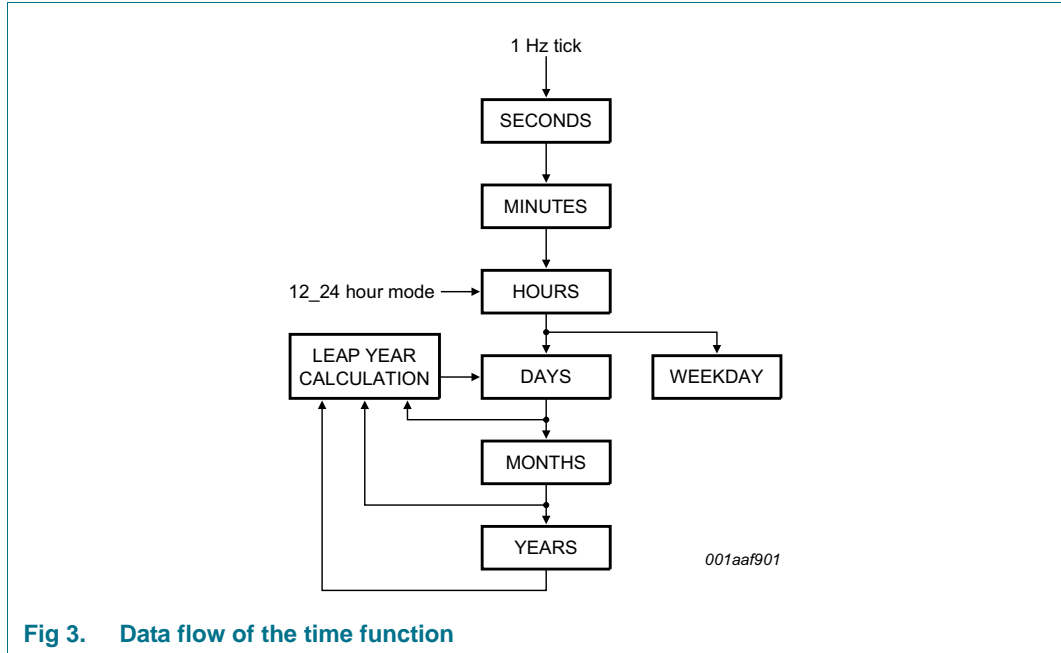 1 Hz tick
SECONDS
MINUTES
12_24 hour mode
HOURS
LEAP YEAR
CALCULATION
DAYS
WEEKDAY
MONTHS
YEARS
001aaf901
Fig 3. Data flow of the time function